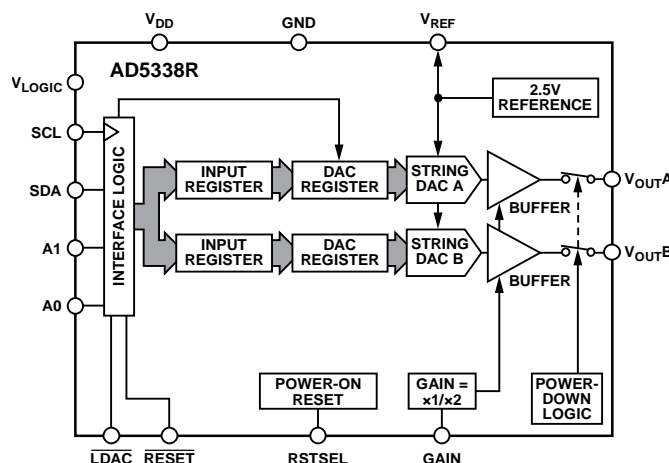 VDD
GND
VREF
AD5338R
VLOGIC
2.5V
REFERENCE
SCL
INTERFACE LOGIC
INPUT
REGISTER
DAC
REGISTER
STRING
DAC A
BUFFER
VOUTA
SDA
A1
INPUT
REGISTER
DAC
REGISTER
STRING
DAC B
BUFFER
VOUTB
A0
POWER-ON
RESET
GAIN =
×1/×2
POWER-
DOWN
LOGIC
LDAC
RESET
RSTSEL
GAIN